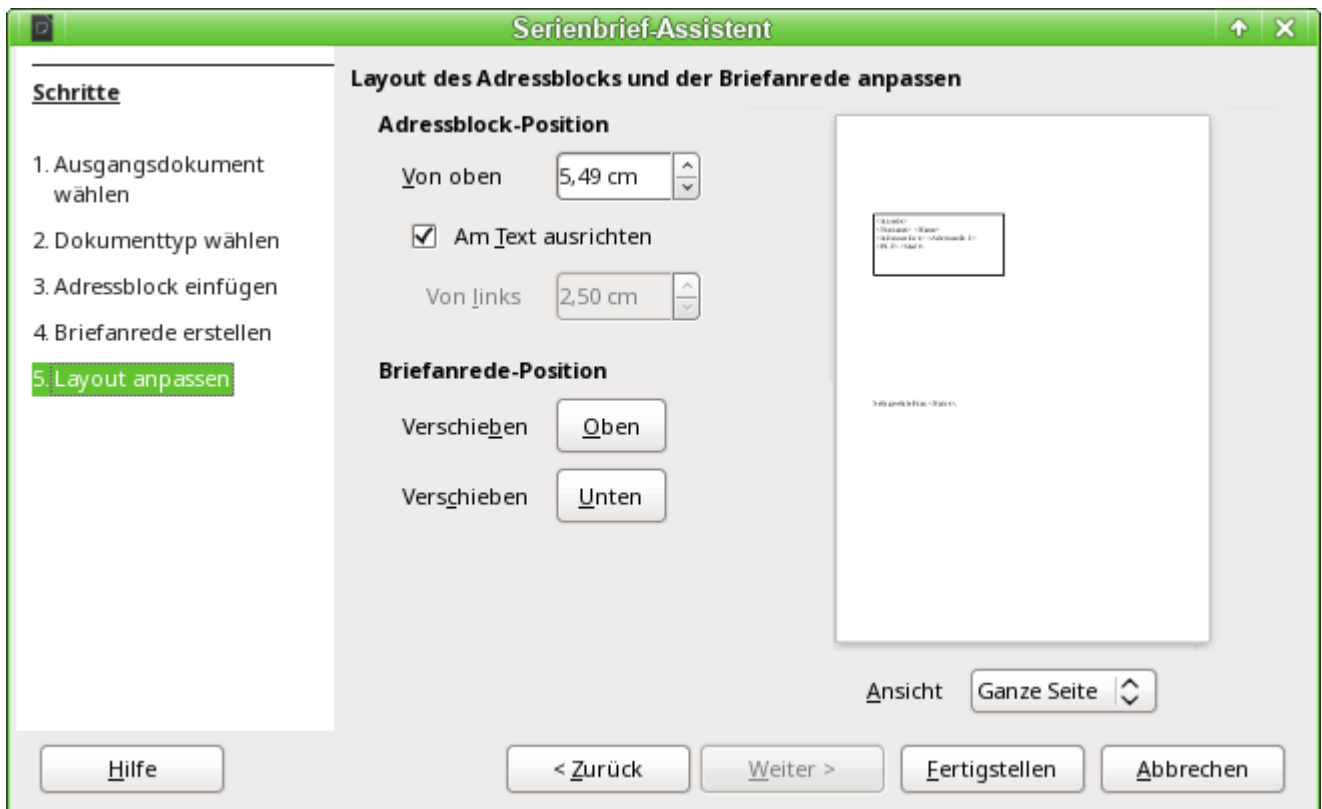 Serienbrief-Assistent
Schritte
1. Ausgangsdokument
wählen
2. Dokumenttyp wählen
3. Adressblock einfügen
4. Briefanrede erstellen
5. Layout anpassen
Layout des Adressblocks und der Briefanrede anpassen
Adressblock-Position
Von oben 5,49 cm
Am Text ausrichten
Von links 2,50 cm
Briefanrede-Position
Verschieben Oben
Verschieben Unten
Ansicht Ganze Seite
Hilfe < Zurück Weiter > Fertigstellen Abbrechen